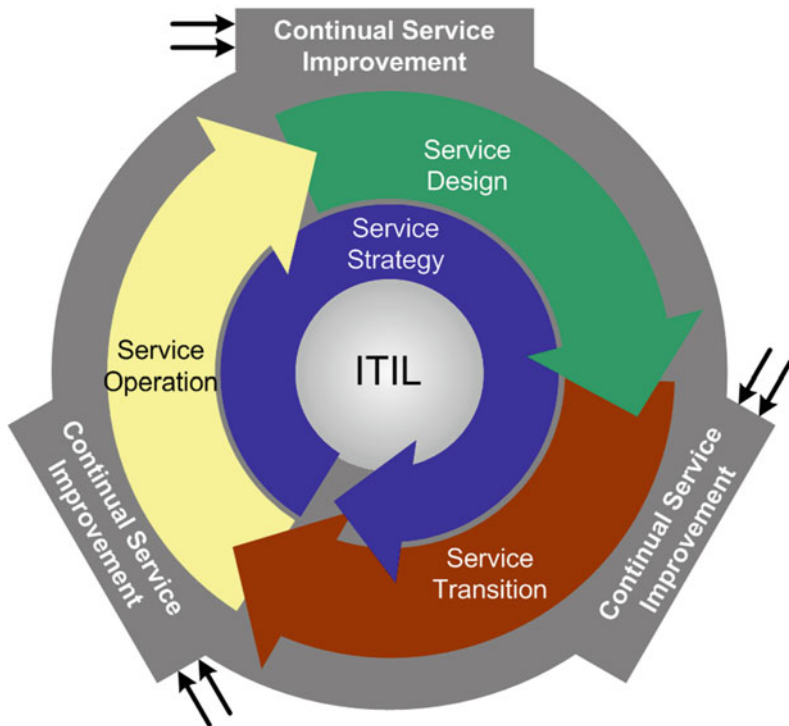 Continual Service
Improvement
Service
Design
Service
Strategy
ITIL
Service
Operation
Service
Transition
Continual Service
Improvement
Continual Service
Improvement